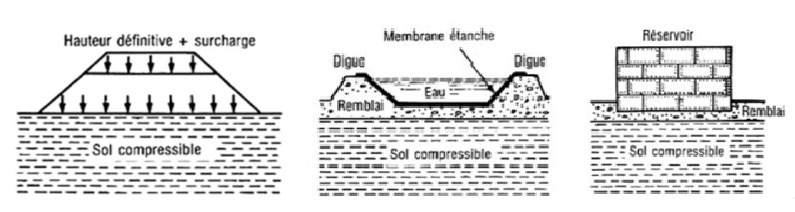 Hauteur définitive + surcharge
Sol compressible
Membrane étanche
Digue
Digue
Eau
Remblai
Sol compressible
Réservoir
Remblai
Sol compressible